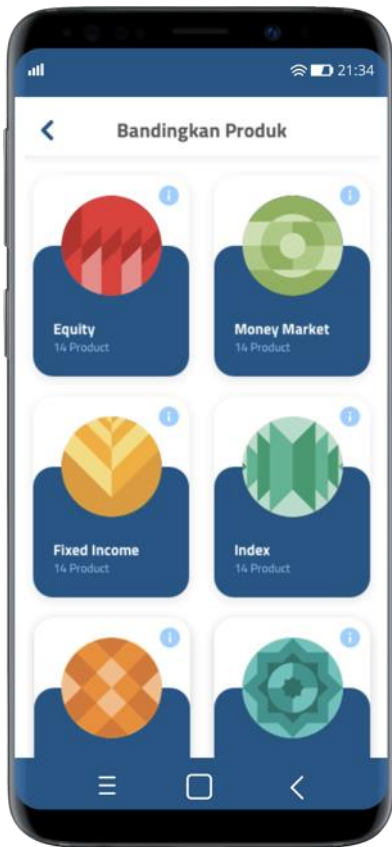 21:34
Bandingkan Produk
Equity
14 Product
Money Market
14 Product
Fixed Income
14 Product
Index
14 Product